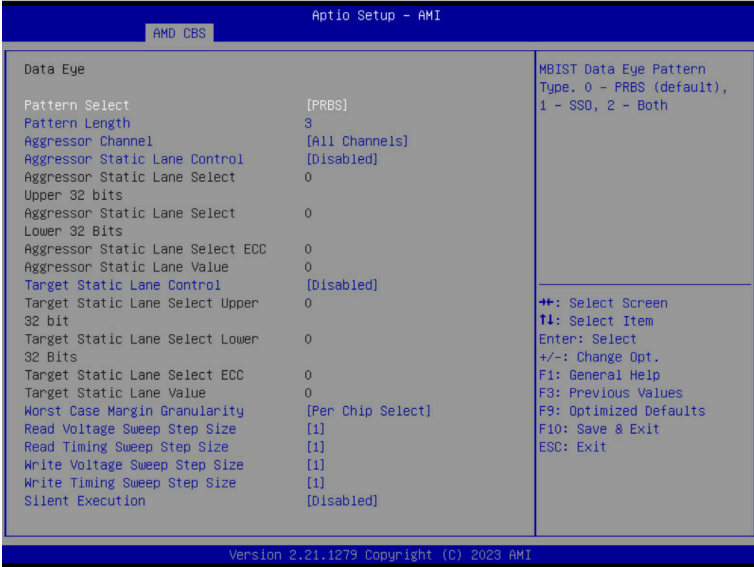 Aptio Setup - AMI
AMD CBS
Data Eye
Pattern Select [PRBS]
Pattern Length 3
Aggressor Channel [All Channels]
Aggressor Static Lane Control [Disabled]
Aggressor Static Lane Select 0
Upper 32 bits
Aggressor Static Lane Select 0
Lower 32 Bits
Aggressor Static Lane Select ECC 0
Aggressor Static Lane Value 0
Target Static Lane Control [Disabled]
Target Static Lane Select Upper 0
32 bit
Target Static Lane Select Lower 0
32 Bits
Target Static Lane Select ECC 0
Target Static Lane Value 0
Worst Case Margin Granularity [Per Chip Select]
Read Voltage Sweep Step Size [1]
Read Timing Sweep Step Size [1]
Write Voltage Sweep Step Size [1]
Write Timing Sweep Step Size [1]
Silent Execution [Disabled]
MBIST Data Eye Pattern
Type. 0 - PRBS (default),
1 - SSO, 2 - Both
→←: Select Screen
↑↓: Select Item
Enter: Select
+/-: Change Opt.
F1: General Help
F3: Previous Values
F9: Optimized Defaults
F10: Save & Exit
ESC: Exit
Version 2.21.1279 Copyright (C) 2023 AMI